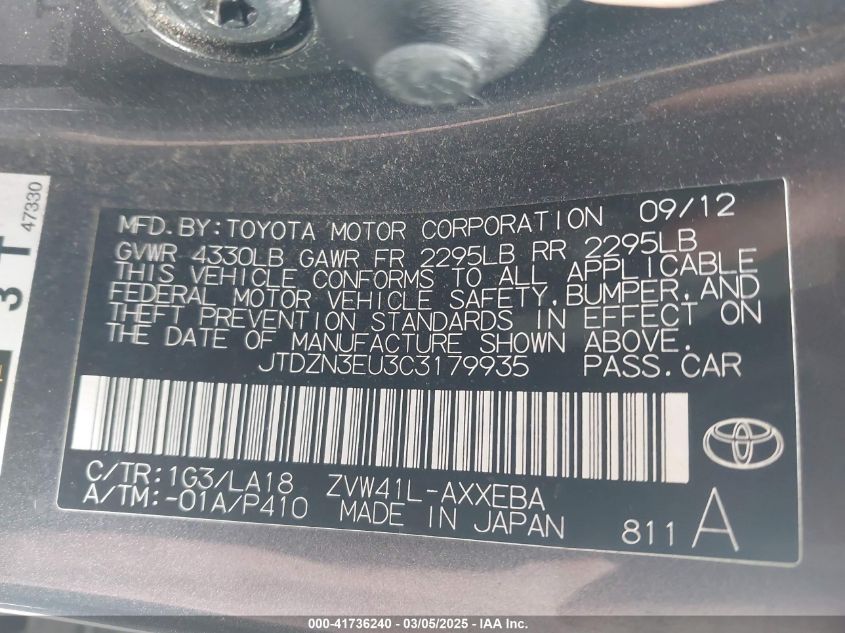 47330
3T
MFD.BY:TOYOTA MOTOR CORPORATION 09/12
GVWR 4330LB GAWR FR 2295LB RR 2295LB
THIS VEHICLE CONFORMS TO ALL APPLICABLE
FEDERAL MOTOR VEHICLE SAFETY,BUMPER,AND
THEFT PREVENTION STANDARDS IN EFFECT ON
THE DATE OF MANUFACTURE SHOWN ABOVE.
JTDZN3EU3C3179935 PASS.CAR
C/TR:1G3/LA18 ZVW41L-AXXEBA
A/TM:-01A/P410 MADE IN JAPAN 811 A
000-41736240 - 03/05/2025 - IAA Inc.